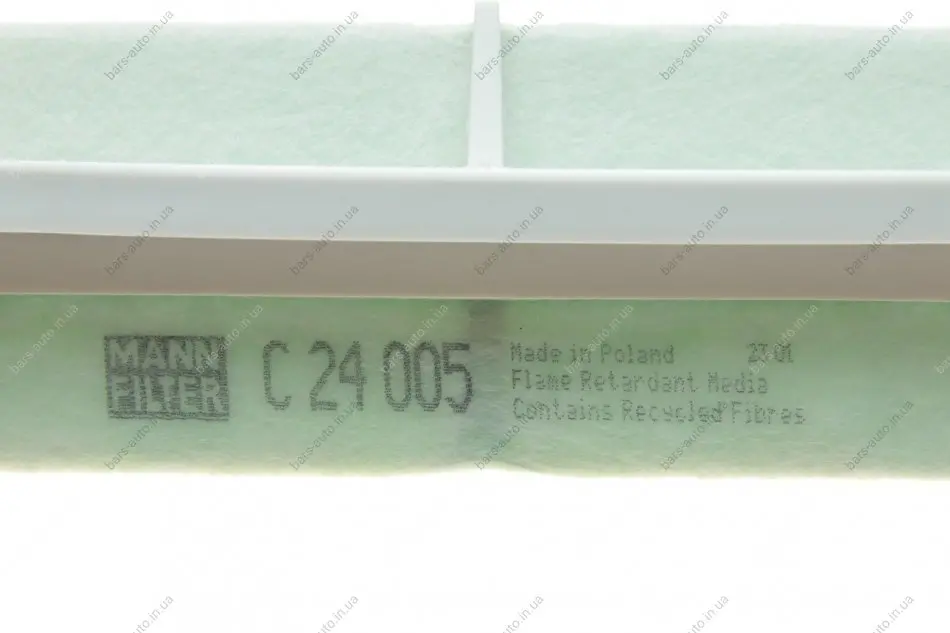 MANN
FILTER
C 24 005
Made in Poland 23 01
Flame Retardant Media
Contains Recycled Fibres
bars-auto.in.ua